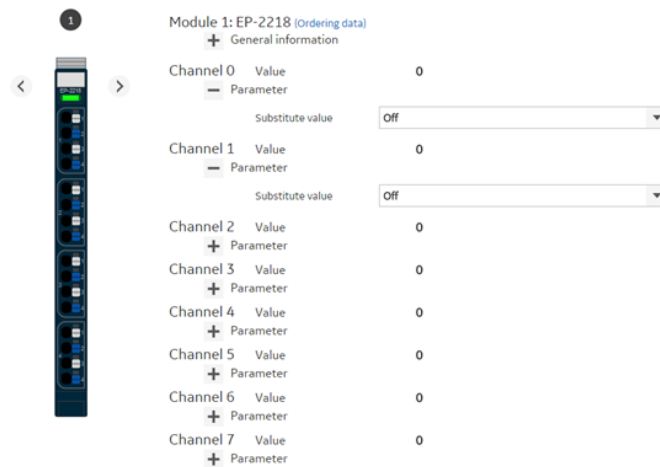 1
Module 1: EP-2218 (Ordering data)
General information
EP-2218
Channel 0 Value 0
Parameter
Substitute value Off
Channel 1 Value 0
Parameter
Substitute value Off
Channel 2 Value 0
Parameter
Channel 3 Value 0
Parameter
Channel 4 Value 0
Parameter
Channel 5 Value 0
Parameter
Channel 6 Value 0
Parameter
Channel 7 Value 0
Parameter